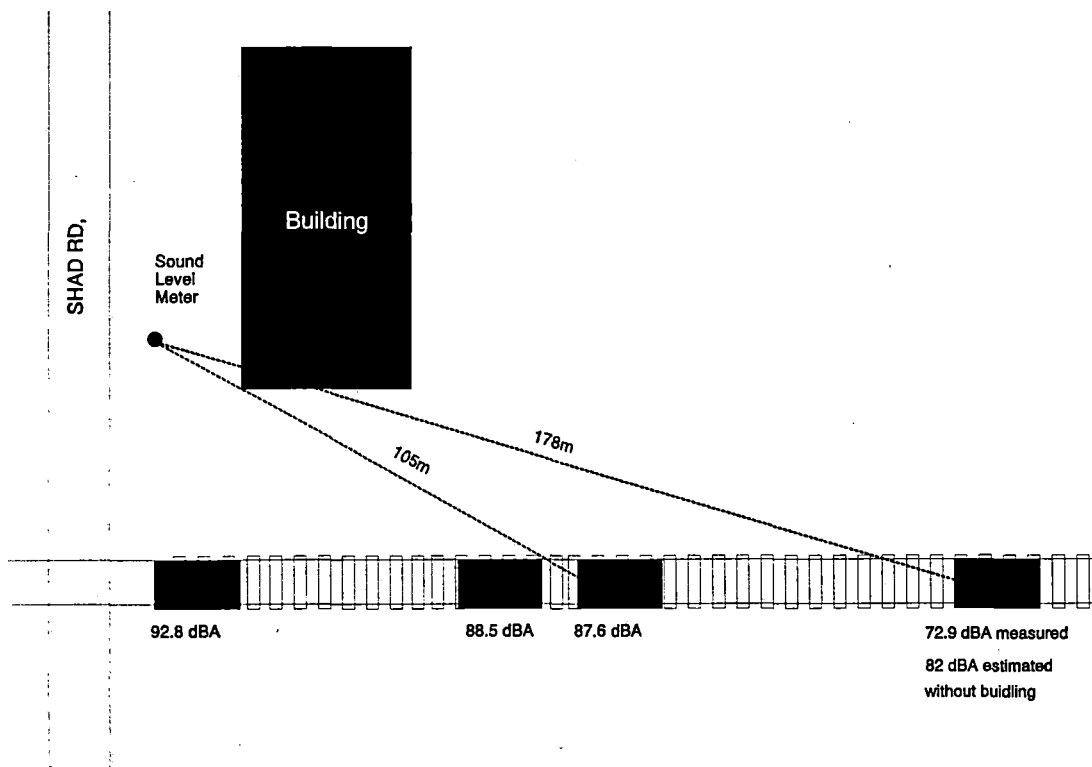 Building
SHAD RD,
Sound
Level
Meter
178m
105m
92.8 dBA
88.5 dBA
87.6 dBA
72.9 dBA measured
82 dBA estimated
without buidling